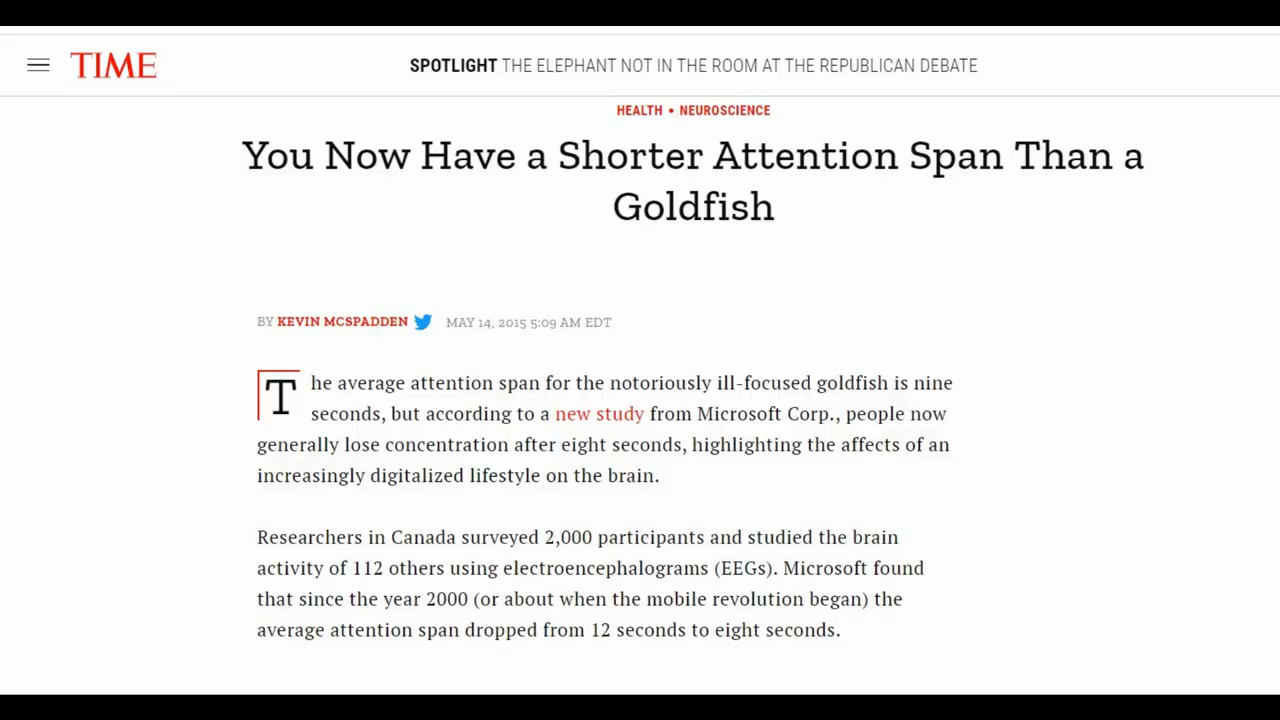 TIME
SPOTLIGHT THE ELEPHANT NOT IN THE ROOM AT THE REPUBLICAN DEBATE
HEALTH • NEUROSCIENCE
You Now Have a Shorter Attention Span Than a
Goldfish
BY KEVIN MCSPADDEN MAY 14, 2015 5:09 AM EDT
The average attention span for the notoriously ill-focused goldfish is nine
seconds, but according to a new study from Microsoft Corp., people now
generally lose concentration after eight seconds, highlighting the affects of an
increasingly digitalized lifestyle on the brain.
Researchers in Canada surveyed 2,000 participants and studied the brain
activity of 112 others using electroencephalograms (EEGs). Microsoft found
that since the year 2000 (or about when the mobile revolution began) the
average attention span dropped from 12 seconds to eight seconds.